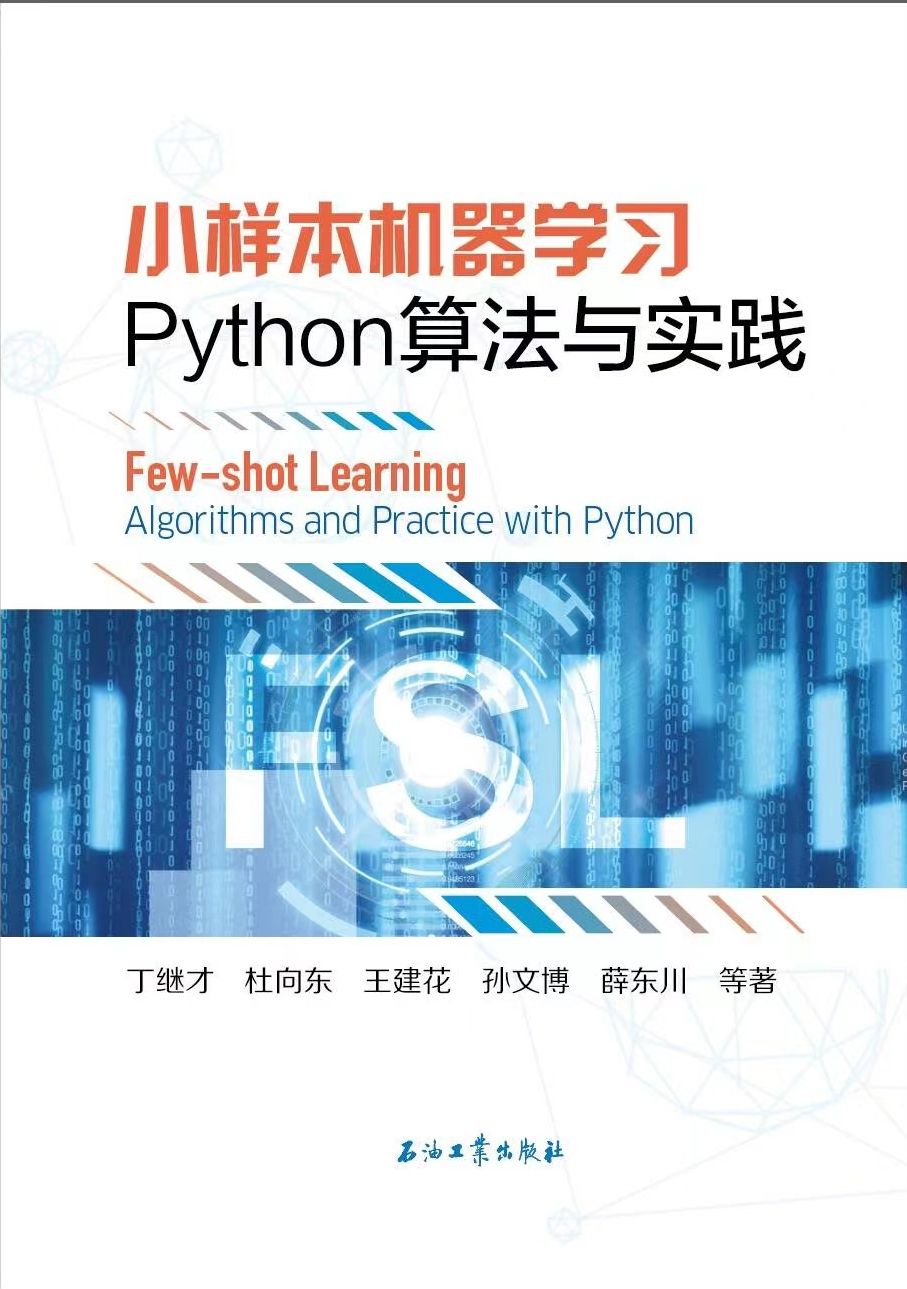 小样本机器学习
Python算法与实践
Few-shot Learning
Algorithms and Practice with Python
FSL
丁继才 杜向东 王建花 孙文博 薛东川 等著
石油工业出版社